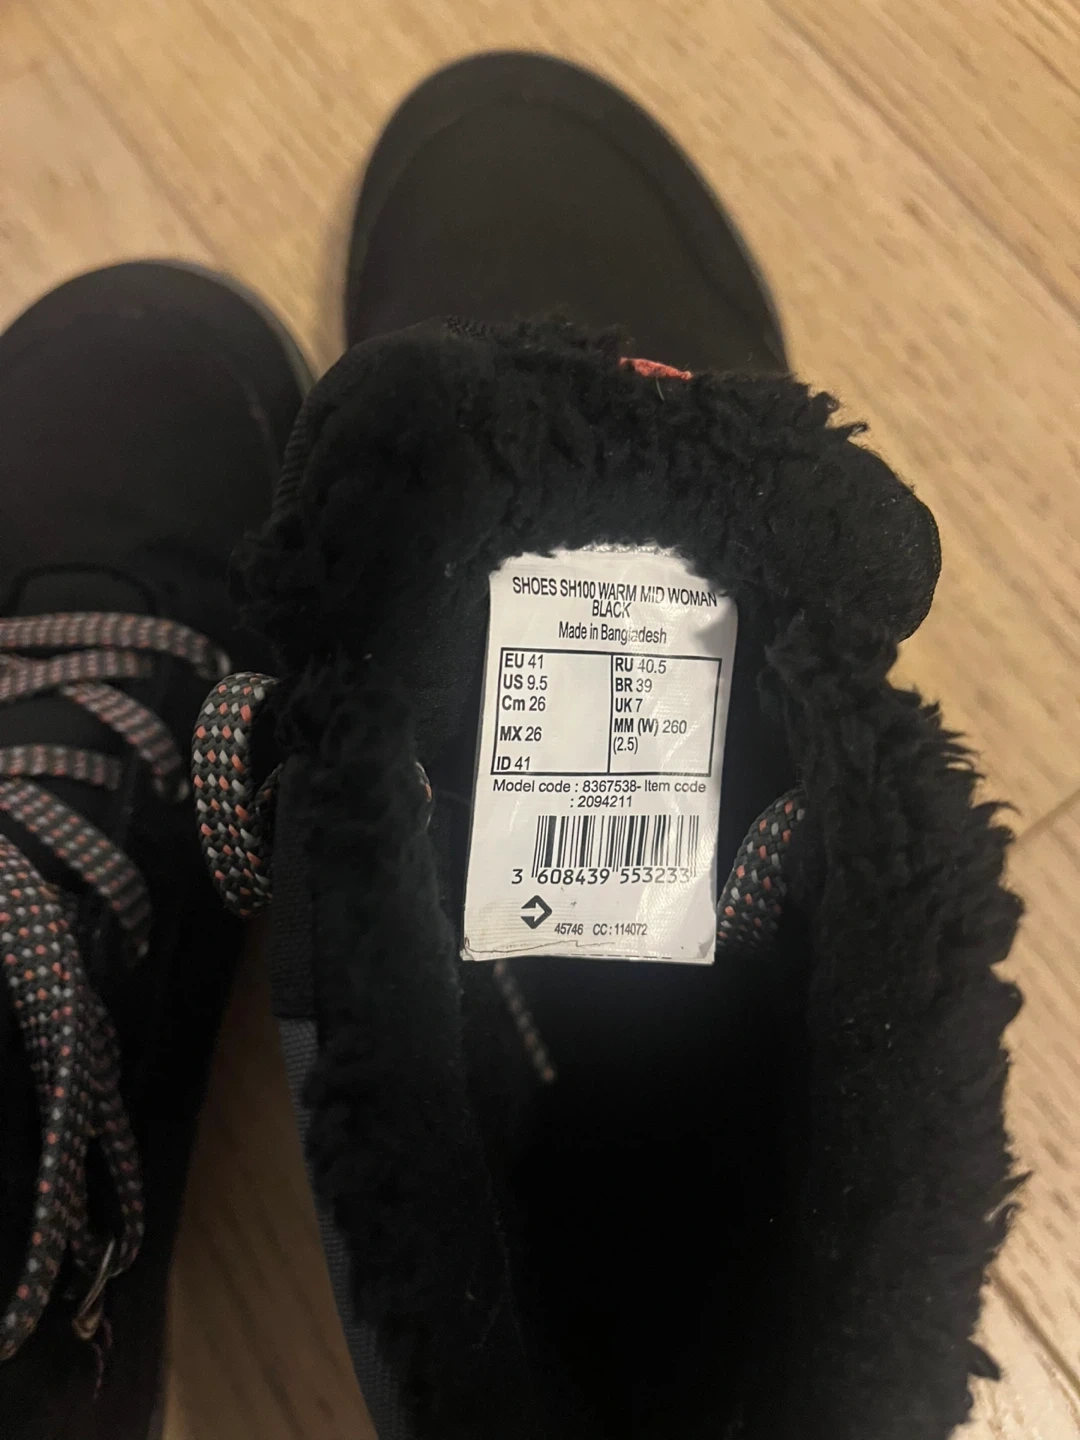 SHOES SH100 WARM MID WOMAN
BLACK
Made in Bangladesh
EU 41
US 9.5
Cm 26
MX 26
ID 41
RU 40.5
BR 39
UK 7
MM (W) 260
(2.5)
Model code : 8367538- Item code
: 2094211
3 608439 553233
45746 CC: 114072